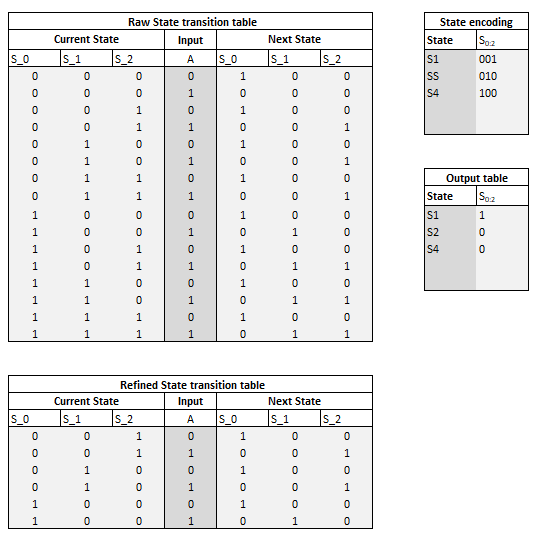 Raw State transition table
Current State Input Next State
S_0 S_1 S_2 A S_0 S_1 S_2
0 0 0 0 1 0 0
0 0 0 1 0 0 0
0 0 1 0 1 0 0
0 0 1 1 0 0 1
0 1 0 0 1 0 0
0 1 0 1 0 0 1
0 1 1 0 1 0 0
0 1 1 1 0 0 1
1 0 0 0 1 0 0
1 0 0 1 0 1 0
1 0 1 0 1 0 0
1 0 1 1 0 1 1
1 1 0 0 1 0 0
1 1 0 1 0 1 1
1 1 1 0 1 0 0
1 1 1 1 0 1 1
State encoding
State S0:2
S1 001
SS 010
S4 100
Output table
State S0:2
S1 1
S2 0
S4 0
Refined State transition table
Current State Input Next State
S_0 S_1 S_2 A S_0 S_1 S_2
0 0 1 0 1 0 0
0 0 1 1 0 0 1
0 1 0 0 1 0 0
0 1 0 1 0 0 1
1 0 0 0 1 0 0
1 0 0 1 0 1 0